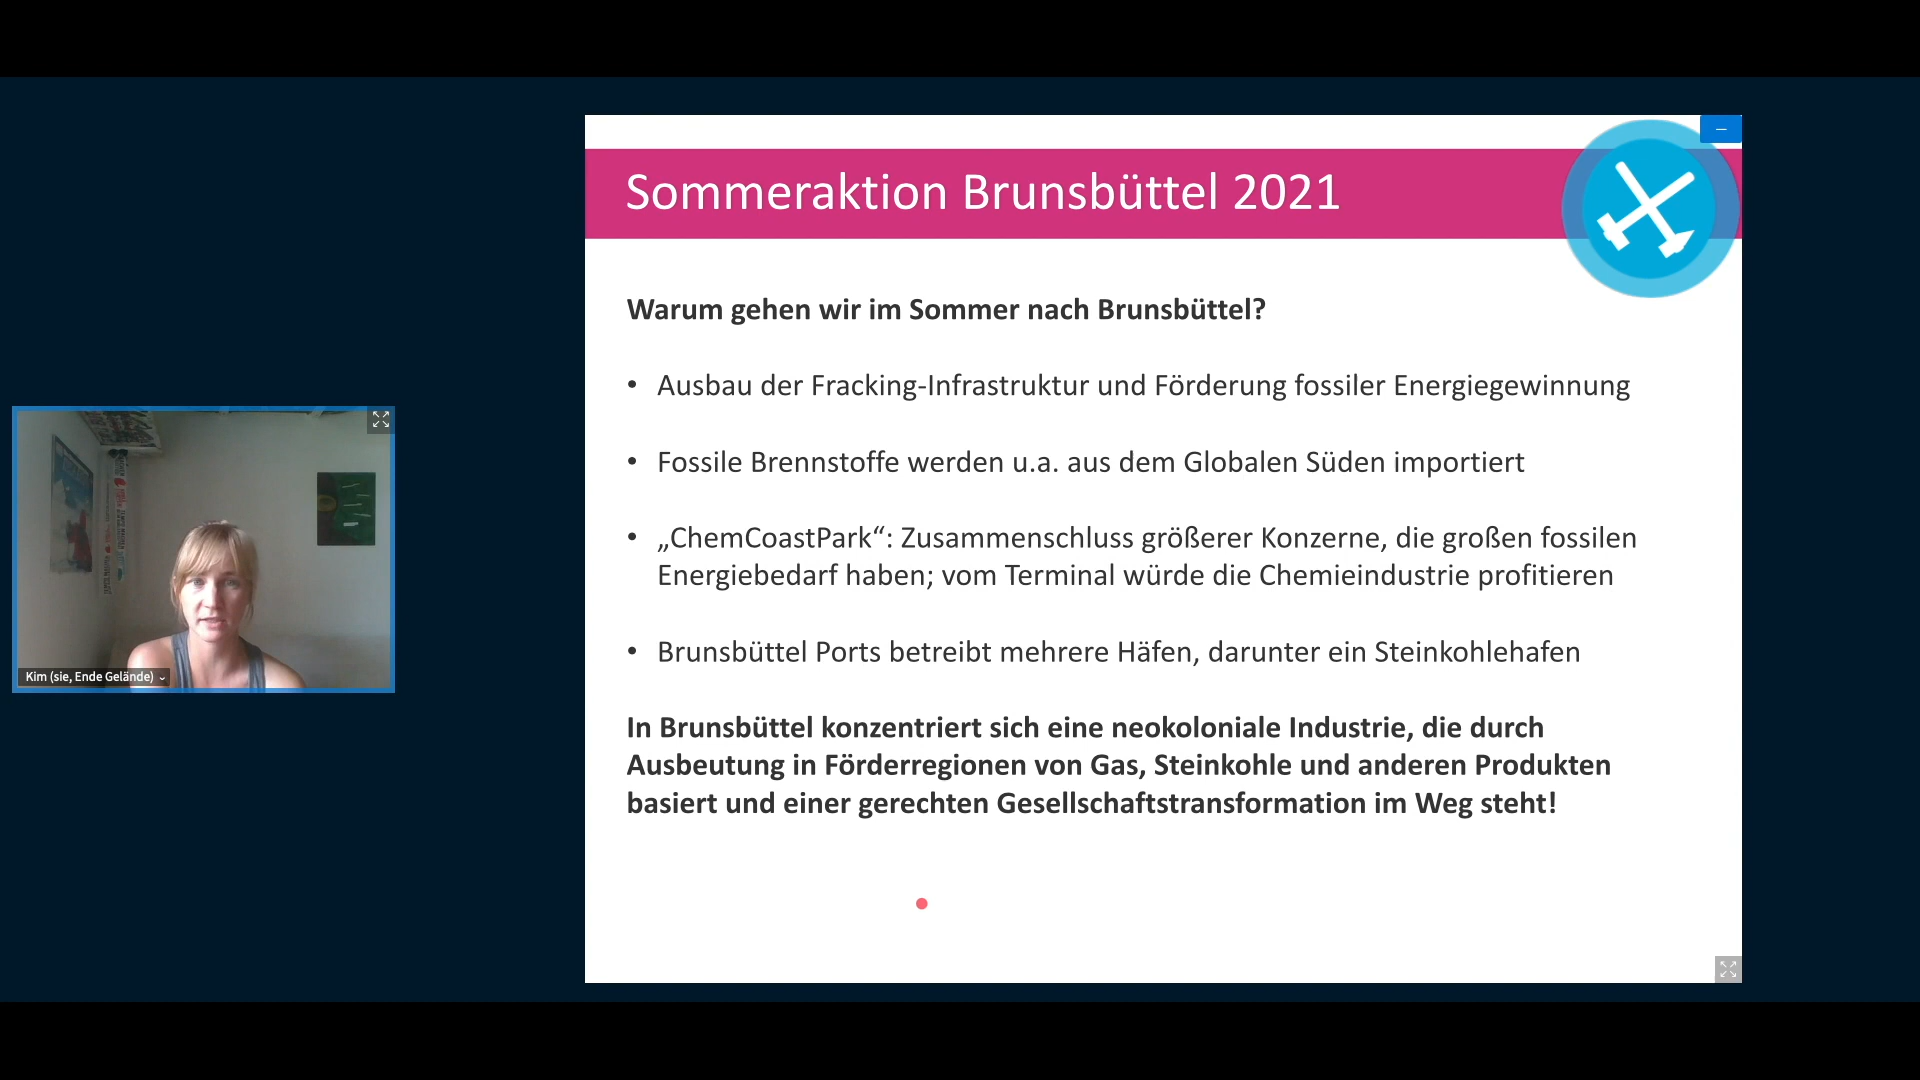 Sommeraktion Brunsbüttel 2021
Warum gehen wir im Sommer nach Brunsbüttel?
• Ausbau der Fracking-Infrastruktur und Förderung fossiler Energiegewinnung
• Fossile Brennstoffe werden u.a. aus dem Globalen Süden importiert
• „ChemCoastPark“: Zusammenschluss größerer Konzerne, die großen fossilen
Energiebedarf haben; vom Terminal würde die Chemieindustrie profitieren
• Brunsbüttel Ports betreibt mehrere Häfen, darunter ein Steinkohlehafen
In Brunsbüttel konzentriert sich eine neokoloniale Industrie, die durch
Ausbeutung in Förderregionen von Gas, Steinkohle und anderen Produkten
basiert und einer gerechten Gesellschaftstransformation im Weg steht!
Kim (sie, Ende Gelände)